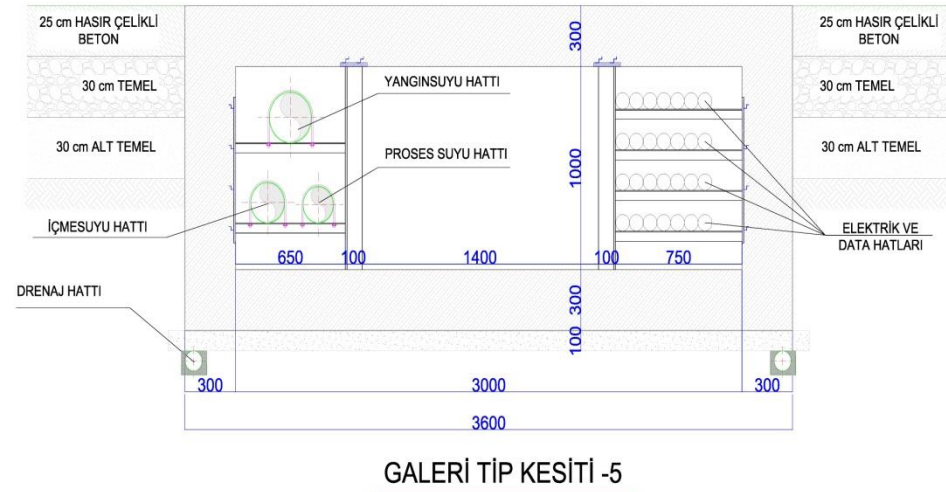 25 cm HASIR ÇELİKLİ
BETON
30 cm TEMEL
30 cm ALT TEMEL
İÇMESUYU HATTI
DRENAJ HATTI
YANGINSUYU HATTI
PROSES SUYU HATTI
25 cm HASIR ÇELİKLİ
BETON
30 cm TEMEL
30 cm ALT TEMEL
ELEKTRİK VE
DATA HATLARI
300
1000
300
100
650 100 1400 100 750
300 3000 300
3600
GALERİ TİP KESİTİ -5